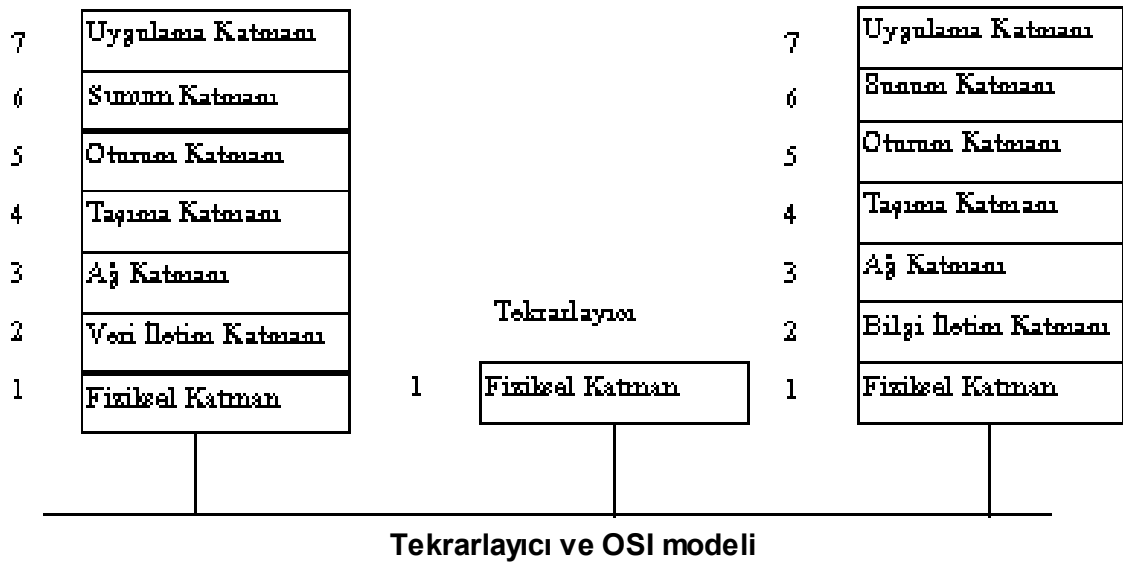 7 Uygulama Katmanı
6 Sunum Katmanı
5 Oturum Katmanı
4 Taşıma Katmanı
3 Ağ Katmanı
2 Veri İletim Katmanı
1 Fiziksel Katman
Tekrarlayıcı
1 Fiziksel Katman
7 Uygulama Katmanı
6 Sunum Katmanı
5 Oturum Katmanı
4 Taşıma Katmanı
3 Ağ Katmanı
2 Bilgi İletim Katmanı
1 Fiziksel Katman
Tekrarlayıcı ve OSI modeli